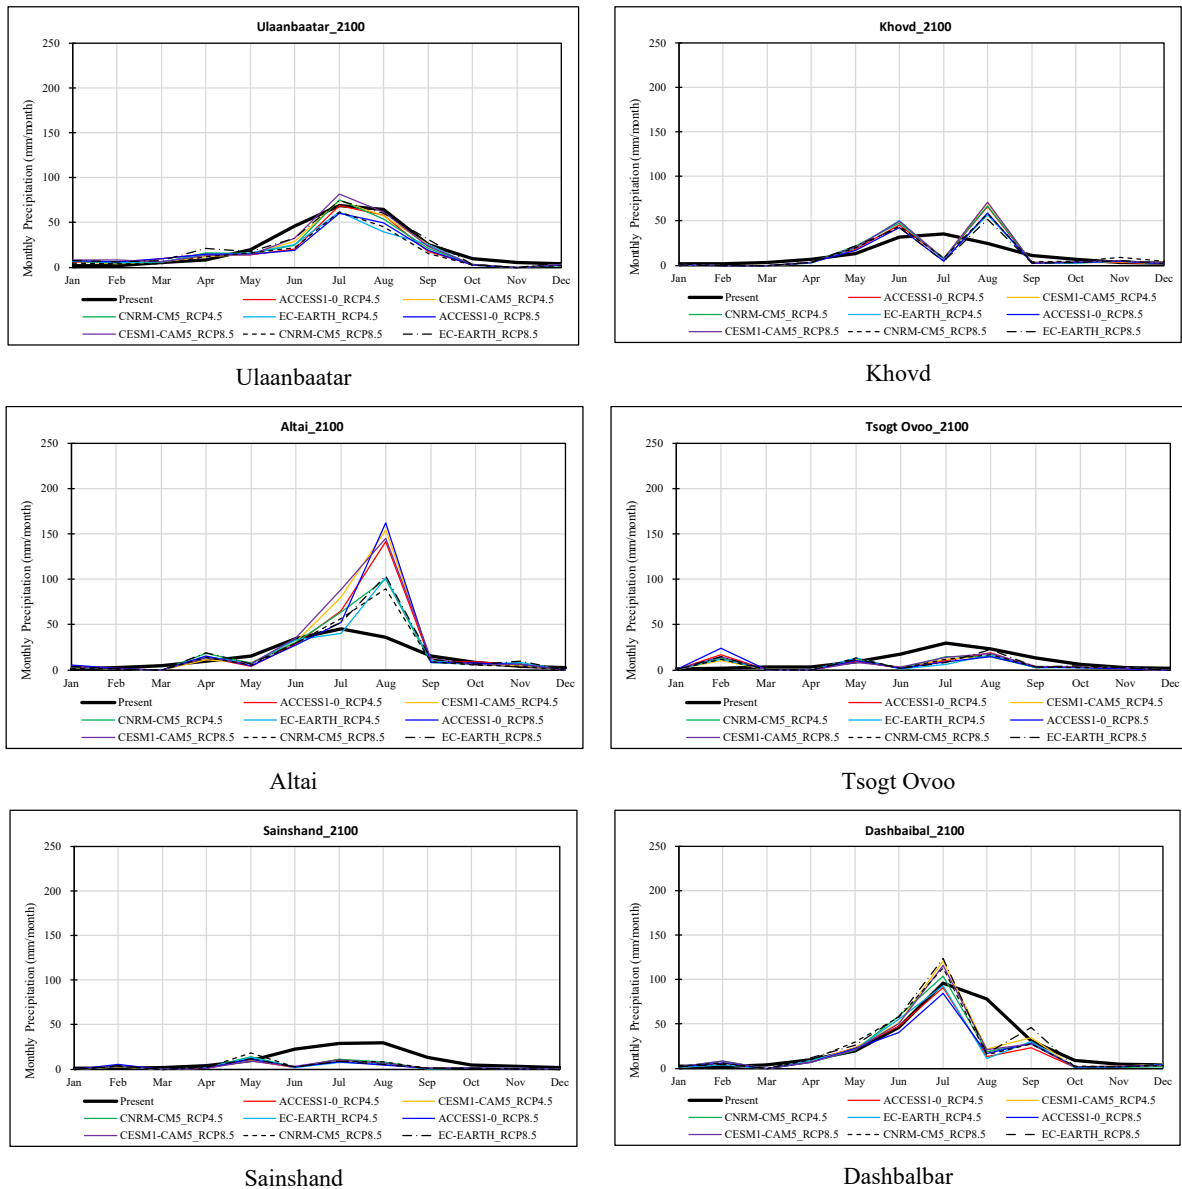 Ulaanbaatar_2100
Monthly Precipitation (mm/month)
250
200
150
100
50
0
Jan Feb Mar Apr May Jun Jul Aug Sep Oct Nov Dec
Present ACCESS1-0_RCP4.5 CESM1-CAM5_RCP4.5
CNRM-CM5_RCP4.5 EC-EARTH_RCP4.5 ACCESS1-0_RCP8.5
CESM1-CAM5_RCP8.5 CNRM-CM5_RCP8.5 EC-EARTH_RCP8.5
Ulaanbaatar
Khovd_2100
Monthly Precipitation (mm/month)
250
200
150
100
50
0
Jan Feb Mar Apr May Jun Jul Aug Sep Oct Nov Dec
Present ACCESS1-0_RCP4.5 CESM1-CAM5_RCP4.5
CNRM-CM5_RCP4.5 EC-EARTH_RCP4.5 ACCESS1-0_RCP8.5
CESM1-CAM5_RCP8.5 CNRM-CM5_RCP8.5 EC-EARTH_RCP8.5
Khovd
Altai_2100
Monthly Precipitation (mm/month)
250
200
150
100
50
0
Jan Feb Mar Apr May Jun Jul Aug Sep Oct Nov Dec
Present ACCESS1-0_RCP4.5 CESM1-CAM5_RCP4.5
CNRM-CM5_RCP4.5 EC-EARTH_RCP4.5 ACCESS1-0_RCP8.5
CESM1-CAM5_RCP8.5 CNRM-CM5_RCP8.5 EC-EARTH_RCP8.5
Altai
Tsogt Ovoo_2100
Monthly Precipitation (mm/month)
250
200
150
100
50
0
Jan Feb Mar Apr May Jun Jul Aug Sep Oct Nov Dec
Present ACCESS1-0_RCP4.5 CESM1-CAM5_RCP4.5
CNRM-CM5_RCP4.5 EC-EARTH_RCP4.5 ACCESS1-0_RCP8.5
CESM1-CAM5_RCP8.5 CNRM-CM5_RCP8.5 EC-EARTH_RCP8.5
Tsogt Ovoo
Sainshand_2100
Monthly Precipitation (mm/month)
250
200
150
100
50
0
Jan Feb Mar Apr May Jun Jul Aug Sep Oct Nov Dec
Present ACCESS1-0_RCP4.5 CESM1-CAM5_RCP4.5
CNRM-CM5_RCP4.5 EC-EARTH_RCP4.5 ACCESS1-0_RCP8.5
CESM1-CAM5_RCP8.5 CNRM-CM5_RCP8.5 EC-EARTH_RCP8.5
Sainshand
Dashbaibal_2100
Monthly Precipitation (mm/month)
250
200
150
100
50
0
Jan Feb Mar Apr May Jun Jul Aug Sep Oct Nov Dec
Present ACCESS1-0_RCP4.5 CESM1-CAM5_RCP4.5
CNRM-CM5_RCP4.5 EC-EARTH_RCP4.5 ACCESS1-0_RCP8.5
CESM1-CAM5_RCP8.5 CNRM-CM5_RCP8.5 EC-EARTH_RCP8.5
Dashbalbar